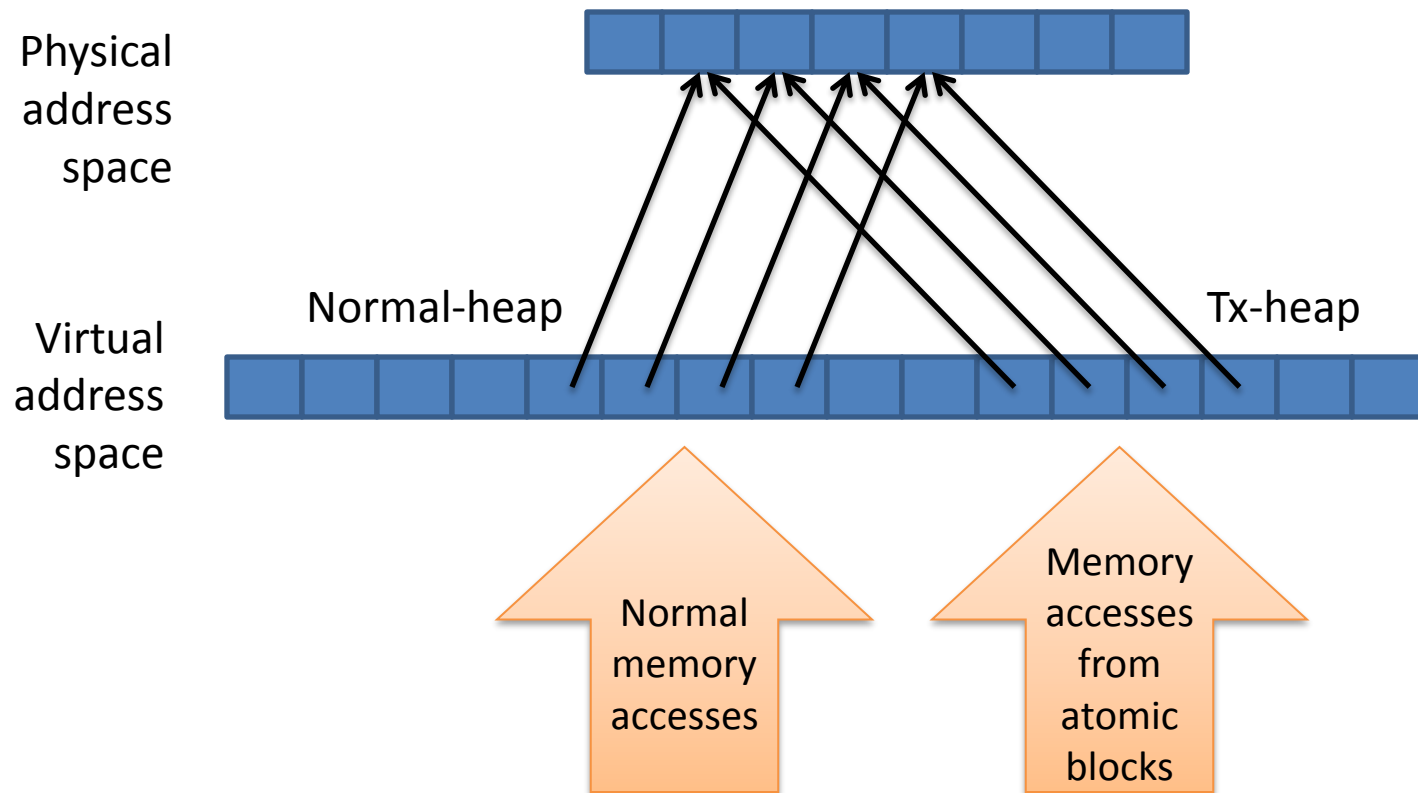 Physical
address
space
Normal-heap
Tx-heap
Virtual
address
space
Normal
memory
accesses
Memory
accesses
from
atomic
blocks